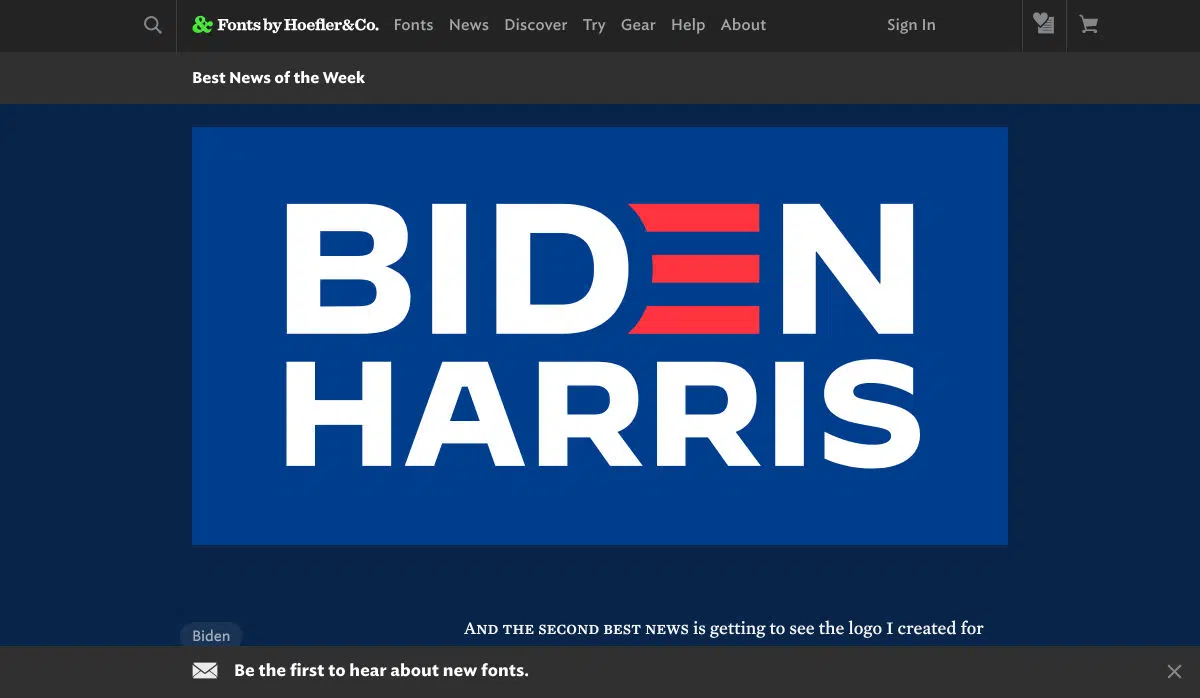 & Fonts by Hoefler&Co. Fonts News Discover Try Gear Help About Sign In
Best News of the Week
BIDEN
HARRIS
AND THE SECOND BEST NEWS is getting to see the logo I created for
Biden
Be the first to hear about new fonts.